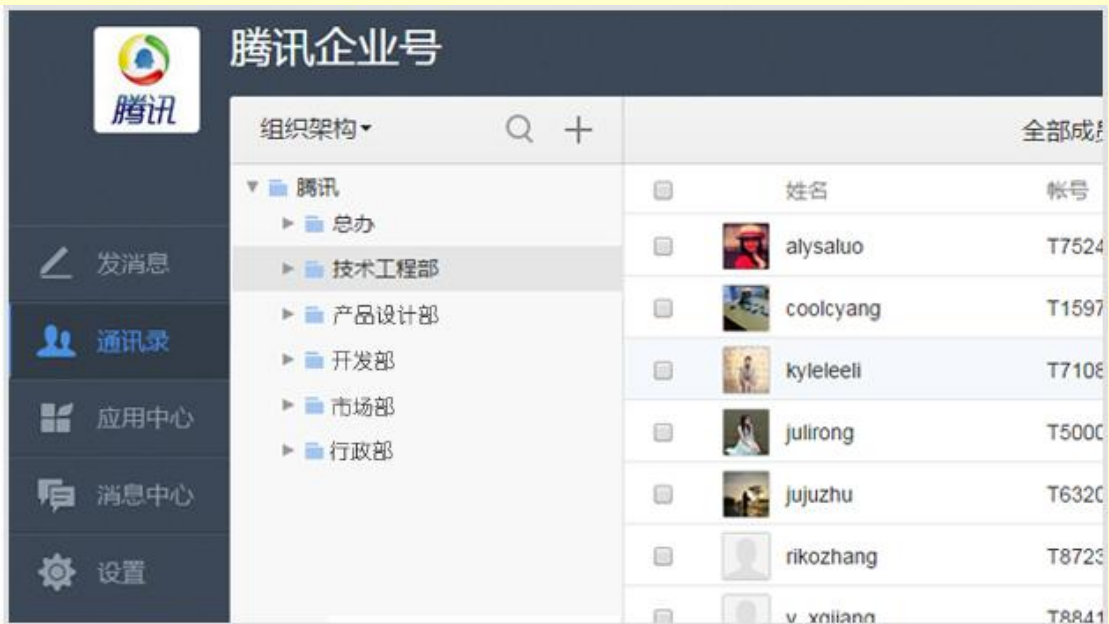 腾讯
腾讯企业号
组织架构
全部成员
腾讯
总办
技术工程部
产品设计部
开发部
市场部
行政部
发消息
通讯录
应用中心
消息中心
设置
姓名 帐号
alysaluo T7524
coolcyang T1597
kyleleeli T7108
julirong T5000
jujuzhu T6320
rikozhang T8723
T8841